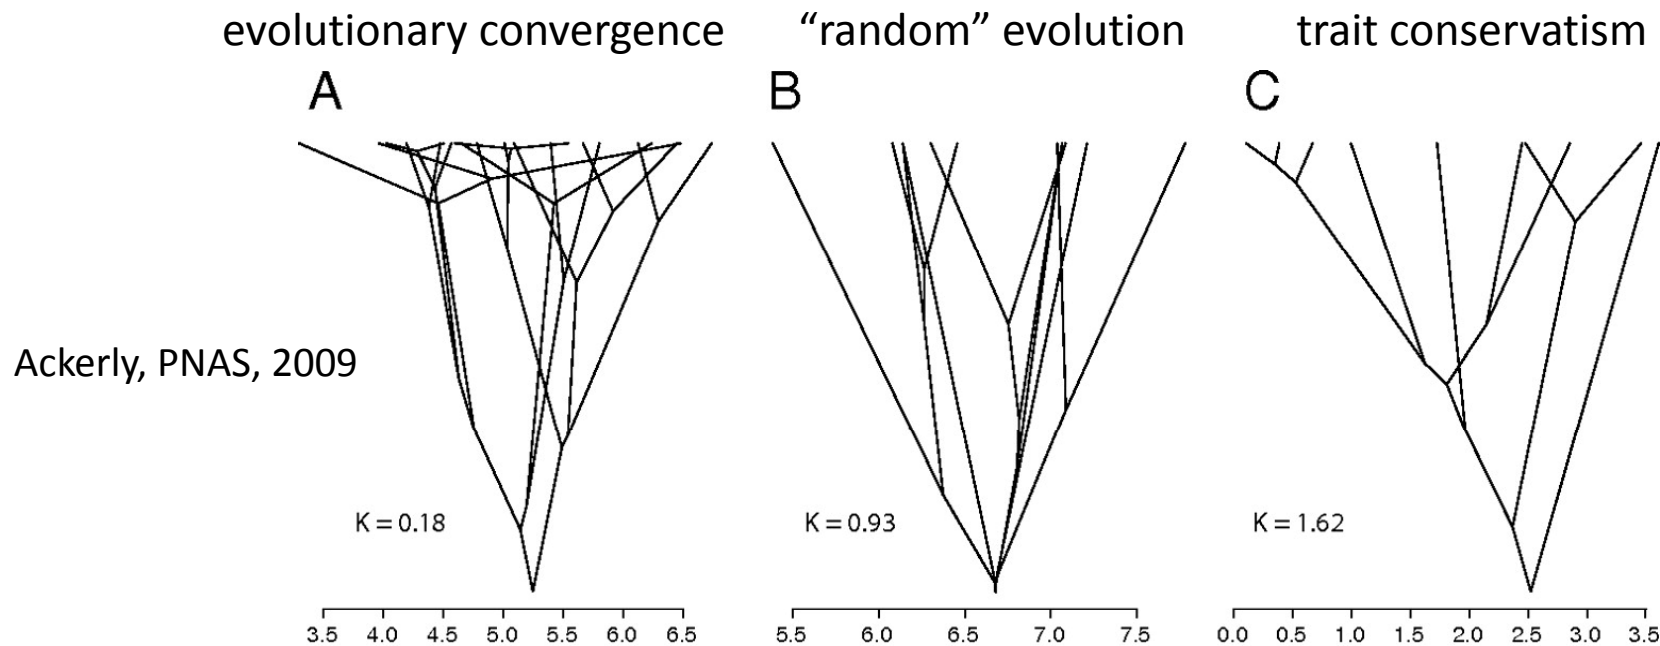 evolutionary convergence
“random” evolution
trait conservatism
A
B
C
Ackerly, PNAS, 2009
K = 0.18
K = 0.93
K = 1.62
3.5 4.0 4.5 5.0 5.5 6.0 6.5
5.5 6.0 6.5 7.0 7.5
0.0 0.5 1.0 1.5 2.0 2.5 3.0 3.5